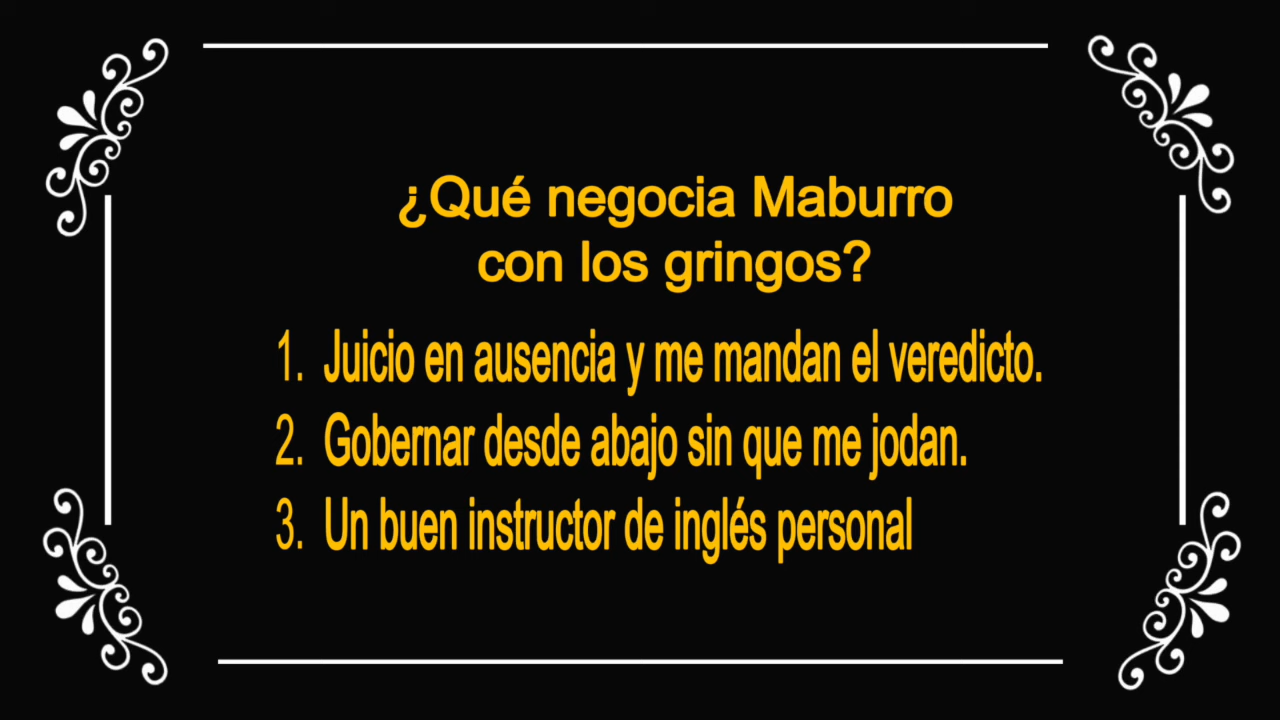 ¿Qué negocia Maburro
con los gringos?
1. Juicio en ausencia y me mandan el veredicto.
2. Gobernar desde abajo sin que me jodan.
3. Un buen instructor de inglés personal